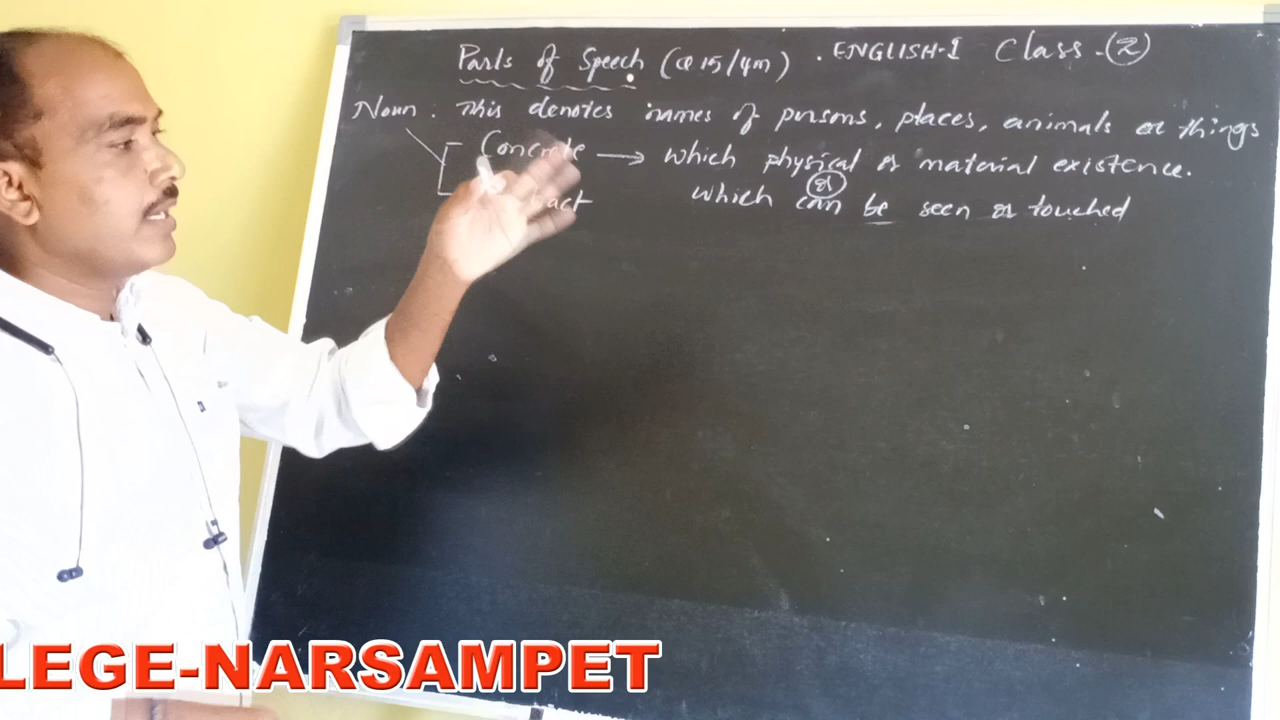 Parts of Speech (Q 15/4m) . ENGLISH-I Class - (2)
Noun : This denotes names of persons, places, animals or things
Concrete → which physical or material existence.
(or)
which can be seen or touched
LEGE-NARSAMPET